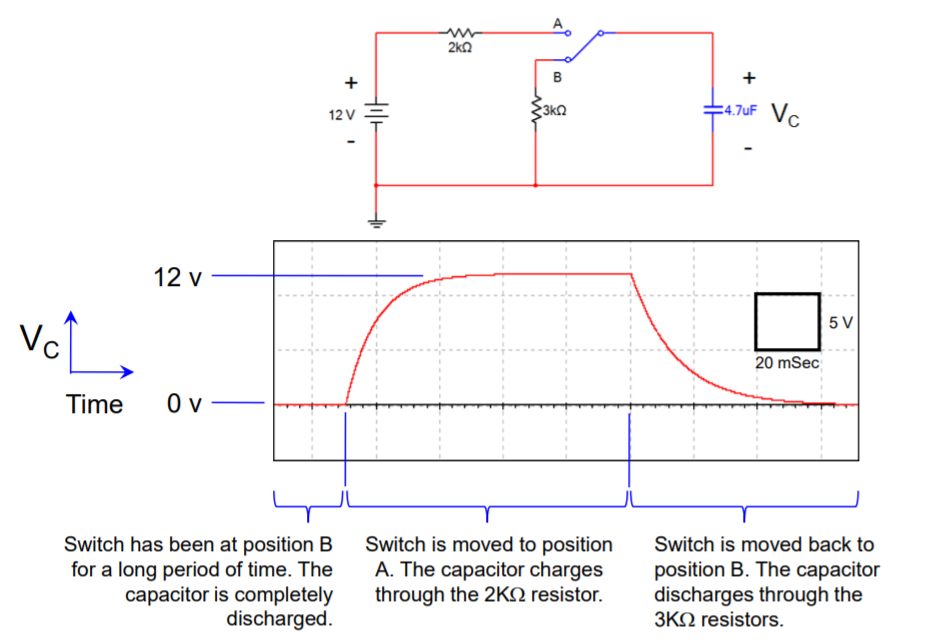 A
2kΩ
B
+
12 V
-
3kΩ
+
4.7uF
VC
-
12 v
5 V
20 mSec
VC
Time
0 v
Switch has been at position B
for a long period of time. The
capacitor is completely
discharged.
Switch is moved to position
A. The capacitor charges
through the 2KΩ resistor.
Switch is moved back to
position B. The capacitor
discharges through the
3KΩ resistors.